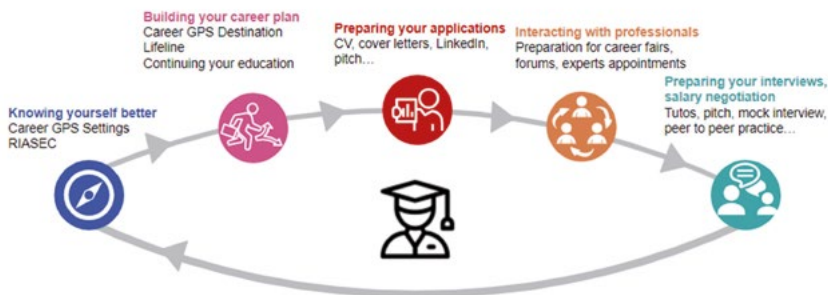 Building your career plan
Career GPS Destination
Lifeline
Continuing your education
Preparing your applications
CV, cover letters, LinkedIn,
pitch…
Interacting with professionals
Preparation for career fairs,
forums, experts appointments
Preparing your interviews,
salary negotiation
Tutos, pitch, mock interview,
peer to peer practice…
Knowing yourself better
Career GPS Settings
RIASEC